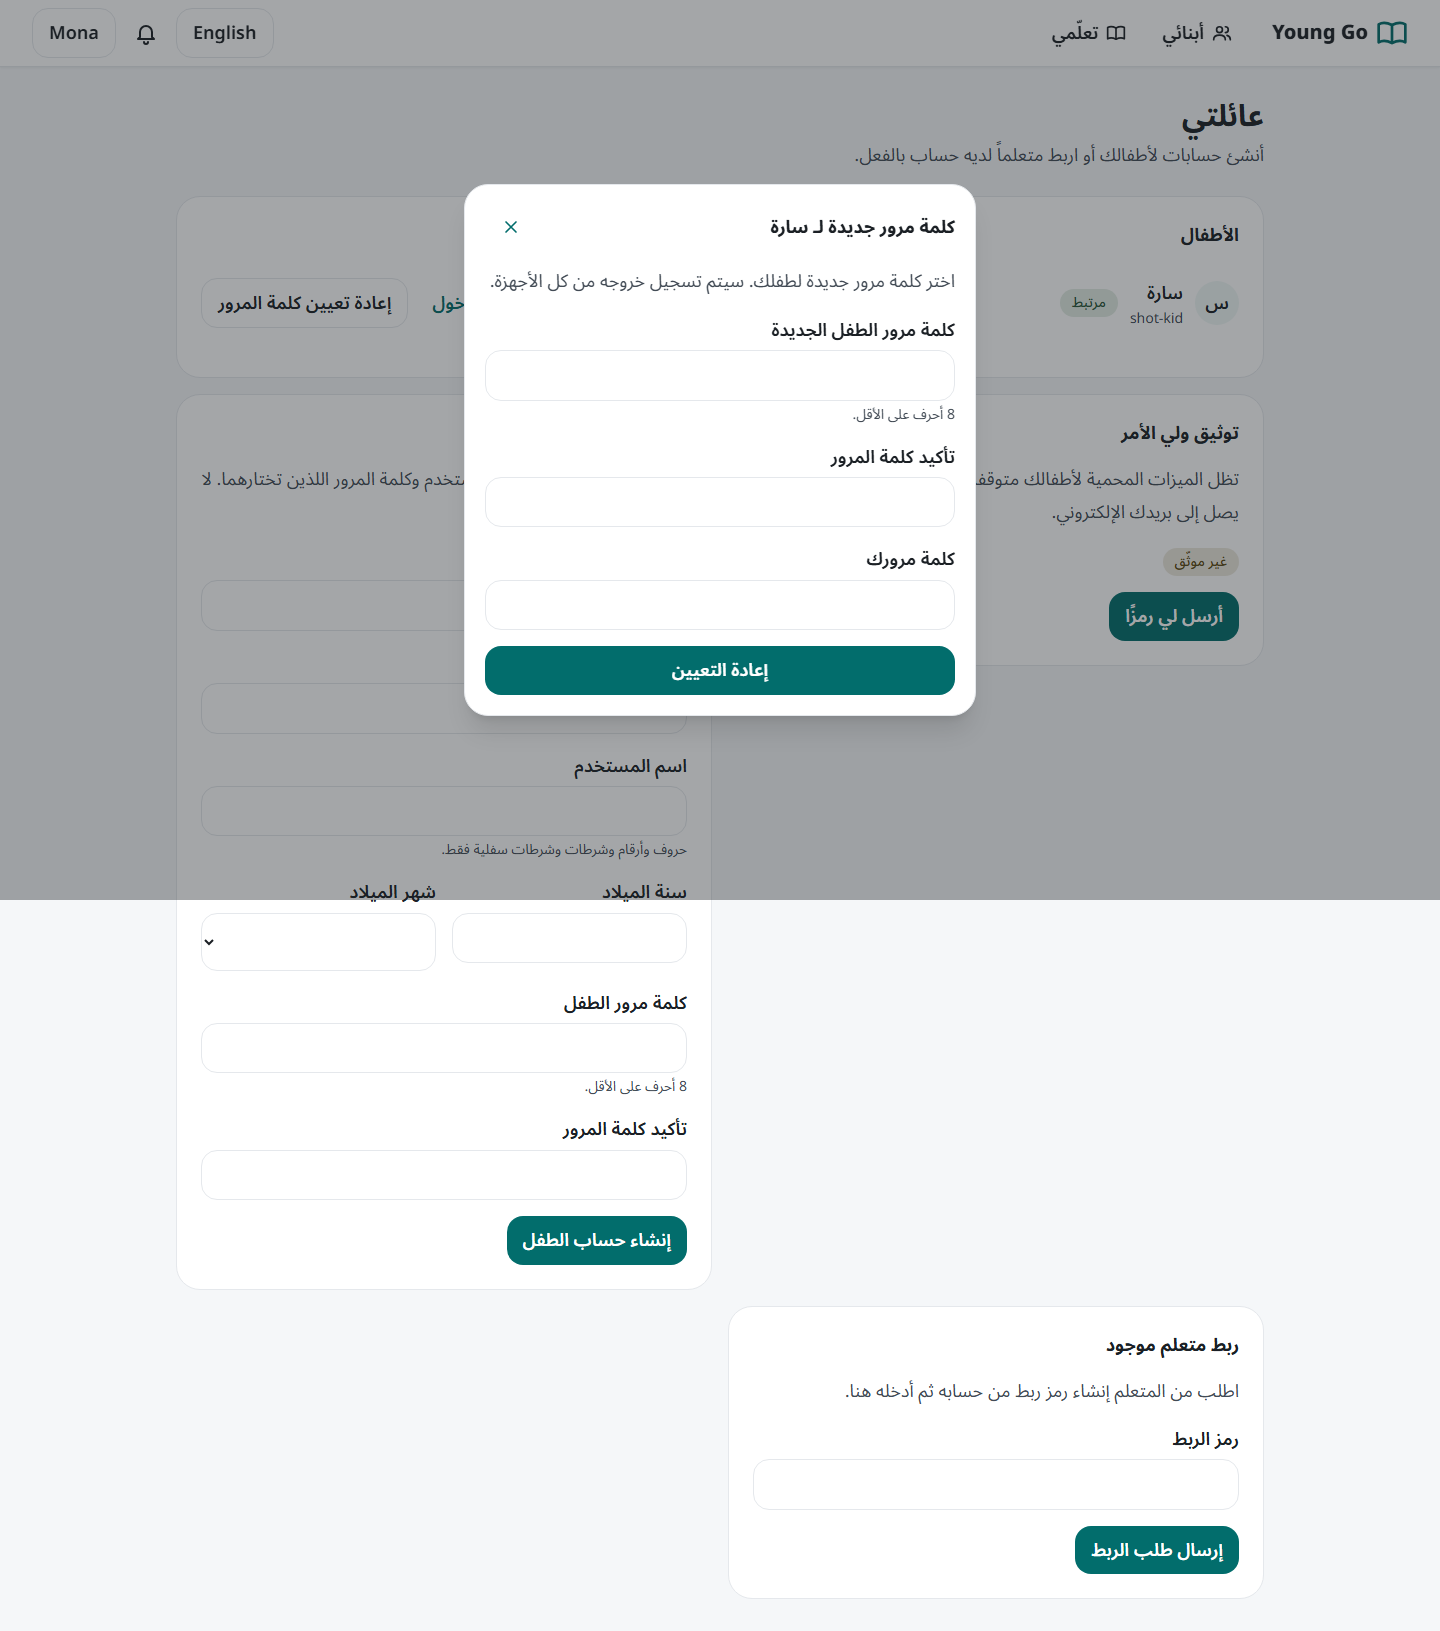 Young Go
أبنائي
تعلّمي
English
Mona
عائلتي
أنشئ حسابات لأطفالك أو اربط متعلماً لديه حساب بالفعل.
الأطفال
س
سارة
shot-kid
مرتبط
إعادة تعيين كلمة المرور
توثيق ولي الأمر
تظل الميزات المحمية لأطفالك
يصل إلى بريدك الإلكتروني.
غير موثّق
أرسل لي رمزًا
وكلمة المرور اللذين تختارهما. لا
كلمة مرور جديدة لـ سارة
اختر كلمة مرور جديدة لطفلك. سيتم تسجيل خروجه من كل الأجهزة.
كلمة مرور الطفل الجديدة
8 أحرف على الأقل.
تأكيد كلمة المرور
كلمة مرورك
إعادة التعيين
اسم المستخدم
حروف وأرقام وشرطات وشرطات سفلية فقط.
سنة الميلاد
شهر الميلاد
كلمة مرور الطفل
8 أحرف على الأقل.
تأكيد كلمة المرور
إنشاء حساب الطفل
ربط متعلم موجود
اطلب من المتعلم إنشاء رمز ربط من حسابه ثم أدخله هنا.
رمز الربط
إرسال طلب الربط